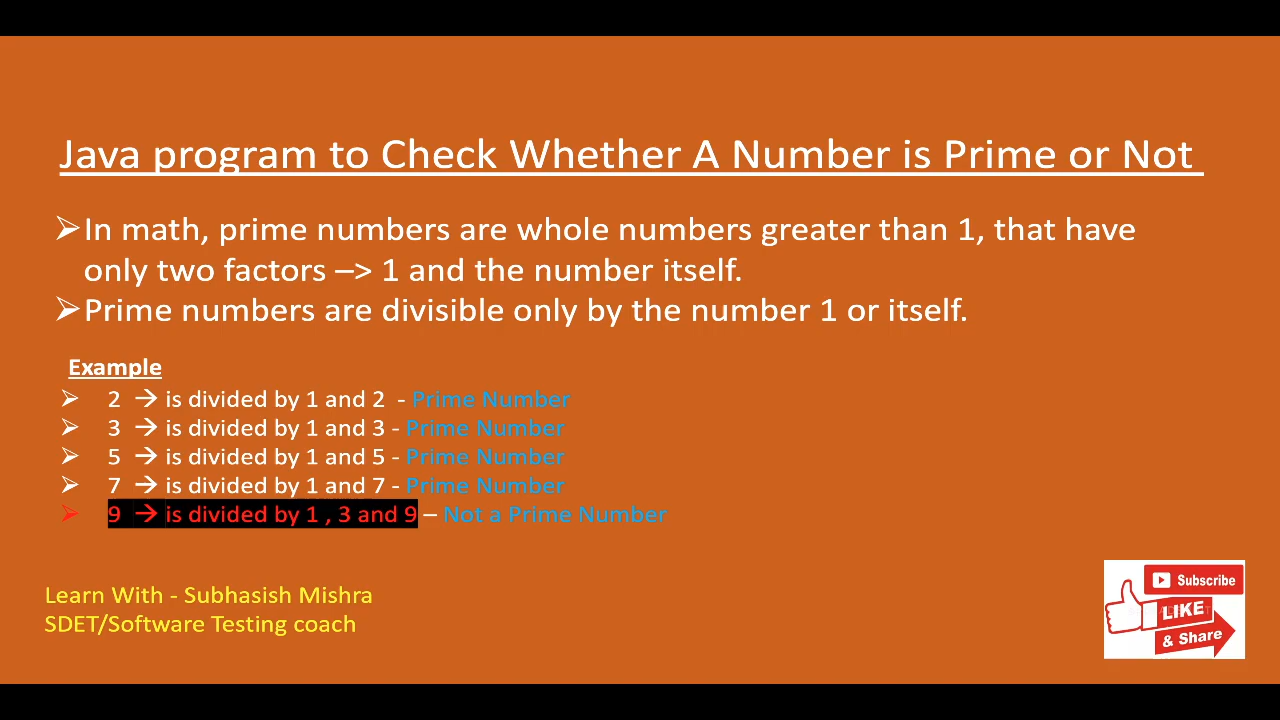 Java program to Check Whether A Number is Prime or Not
➢In math, prime numbers are whole numbers greater than 1, that have
only two factors –> 1 and the number itself.
➢Prime numbers are divisible only by the number 1 or itself.
Example
➢ 2 → is divided by 1 and 2 - Prime Number
➢ 3 → is divided by 1 and 3 - Prime Number
➢ 5 → is divided by 1 and 5 - Prime Number
➢ 7 → is divided by 1 and 7 - Prime Number
➢ 9 → is divided by 1 , 3 and 9 – Not a Prime Number
Learn With - Subhasish Mishra
SDET/Software Testing coach
Subscribe
LIKE
& Share